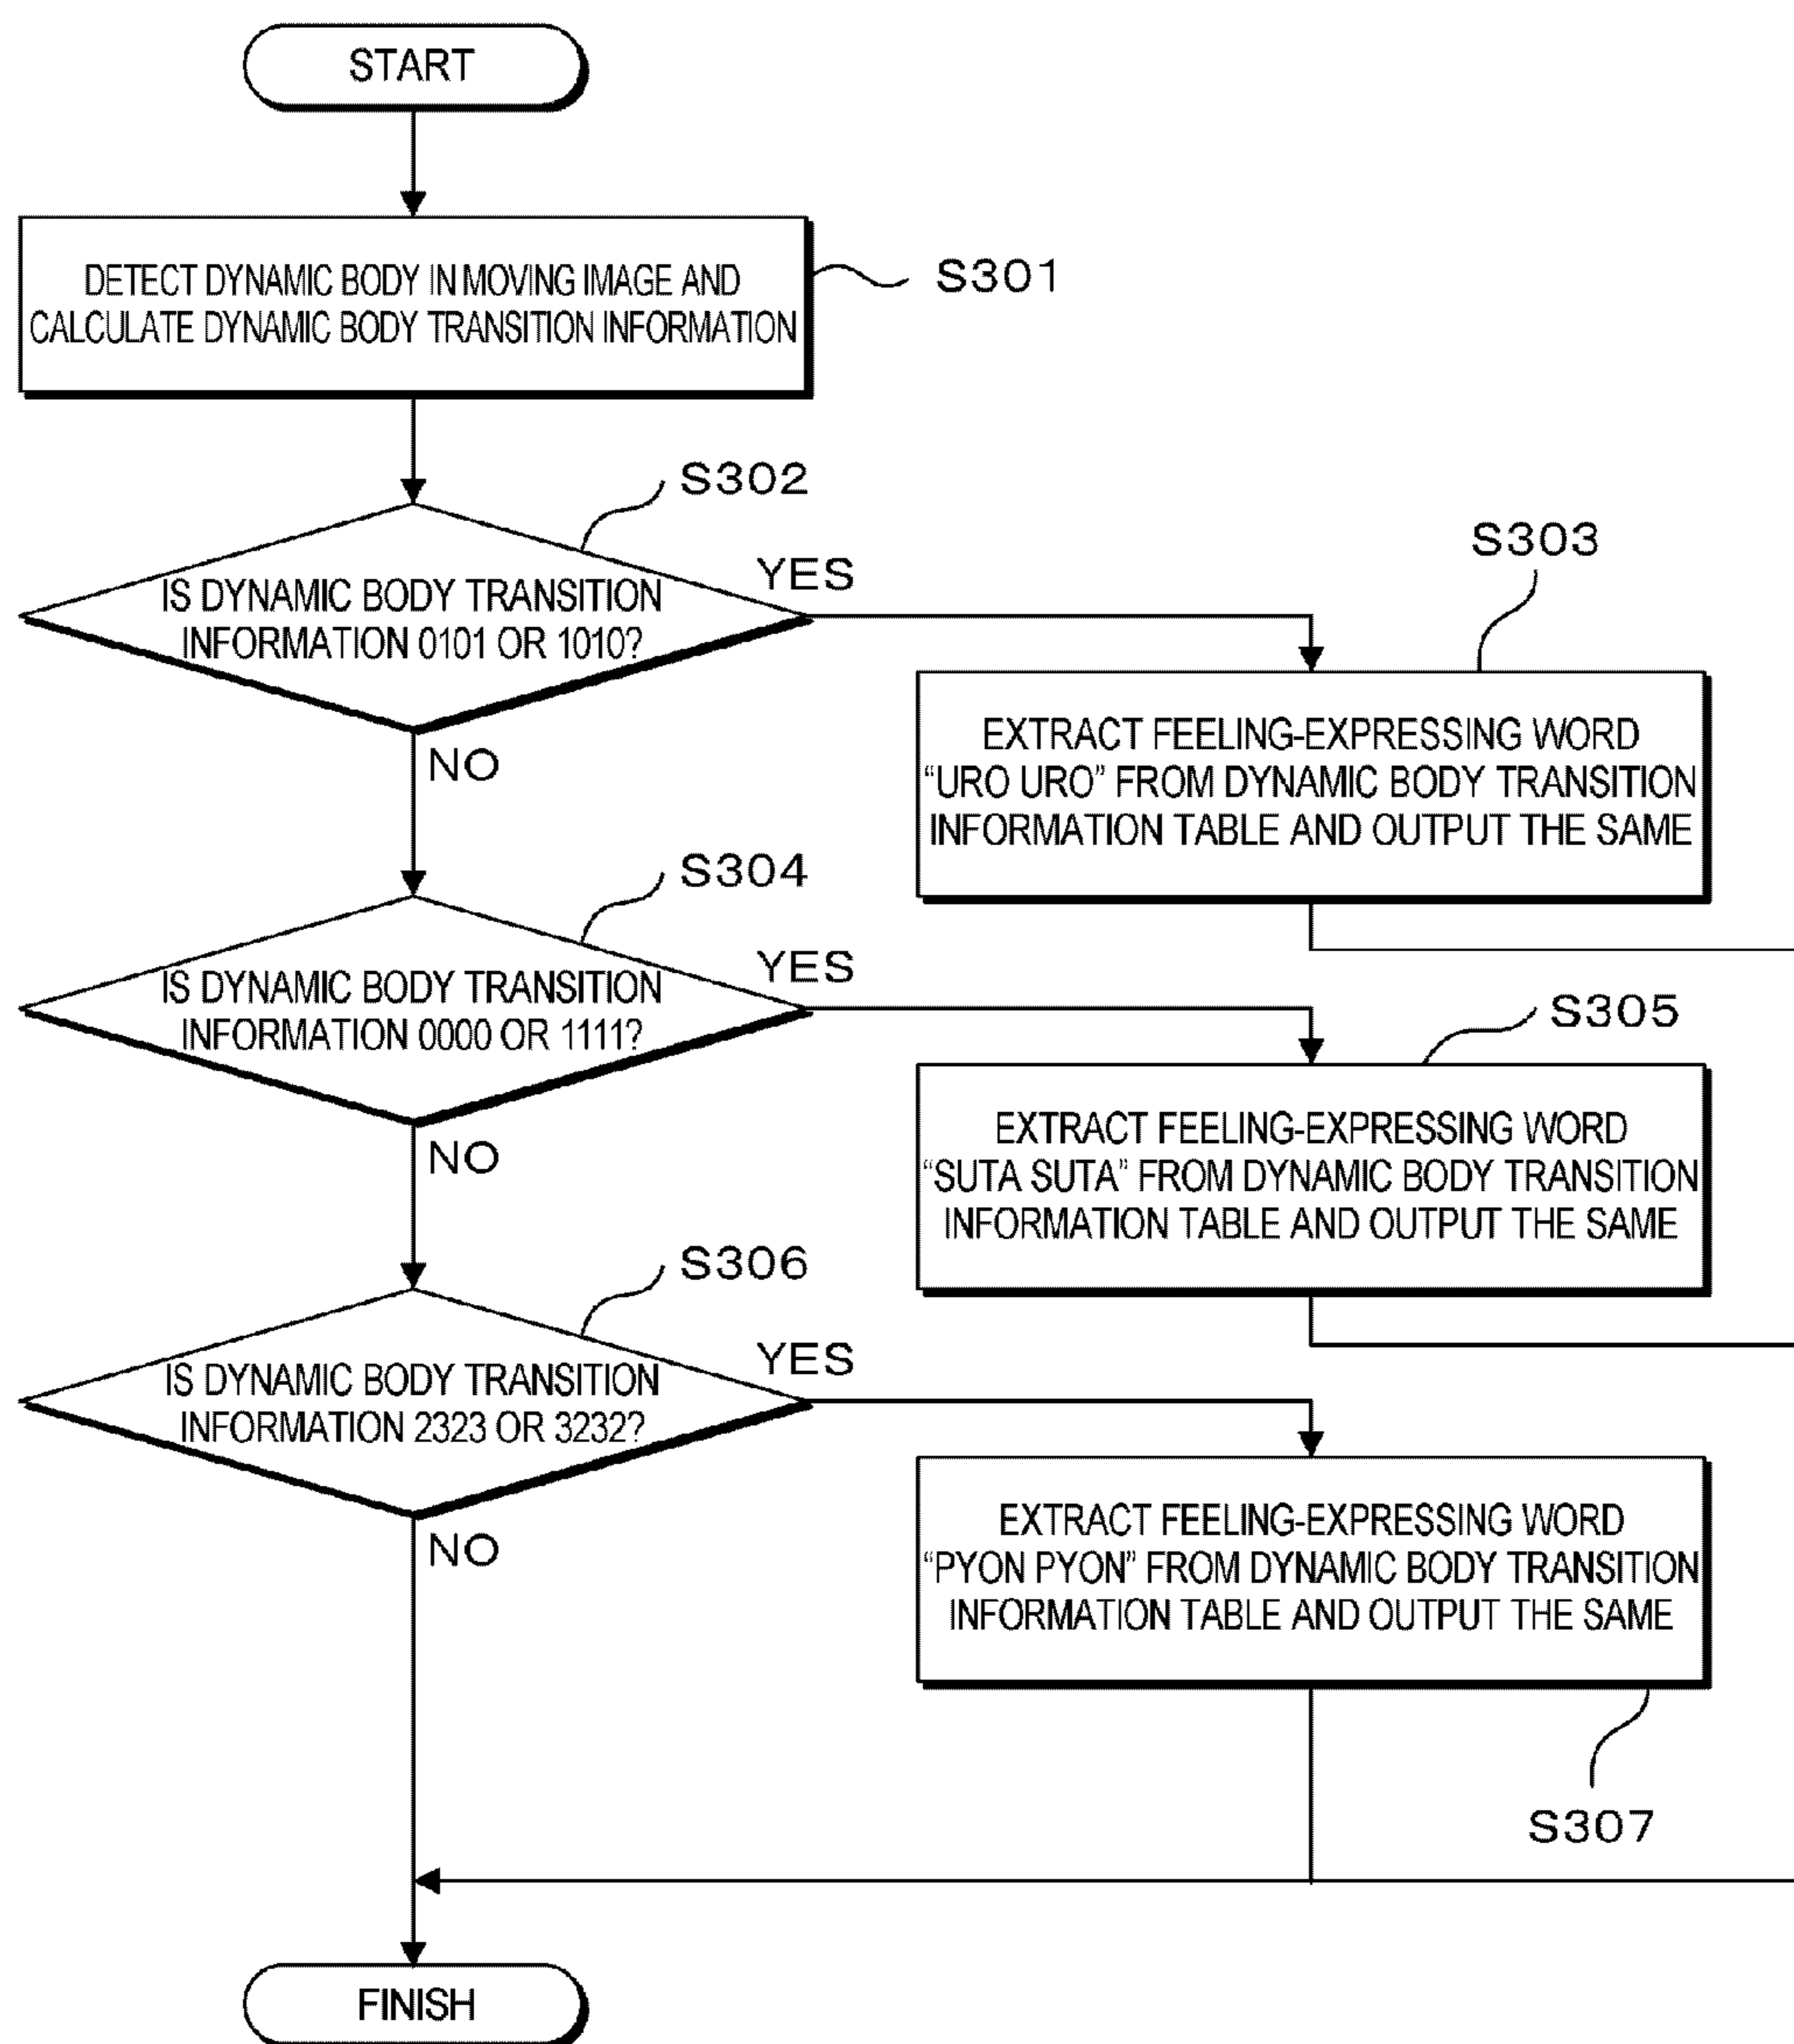 START
DETECT DYNAMIC BODY IN MOVING IMAGE AND
CALCULATE DYNAMIC BODY TRANSITION INFORMATION
S301
S302
IS DYNAMIC BODY TRANSITION
INFORMATION 0101 OR 1010?
YES
NO
S303
EXTRACT FEELING-EXPRESSING WORD
“URO URO” FROM DYNAMIC BODY TRANSITION
INFORMATION TABLE AND OUTPUT THE SAME
S304
IS DYNAMIC BODY TRANSITION
INFORMATION 0000 OR 1111?
YES
NO
S305
EXTRACT FEELING-EXPRESSING WORD
“SUTA SUTA” FROM DYNAMIC BODY TRANSITION
INFORMATION TABLE AND OUTPUT THE SAME
S306
IS DYNAMIC BODY TRANSITION
INFORMATION 2323 OR 3232?
YES
NO
EXTRACT FEELING-EXPRESSING WORD
“PYON PYON” FROM DYNAMIC BODY TRANSITION
INFORMATION TABLE AND OUTPUT THE SAME
S307
FINISH